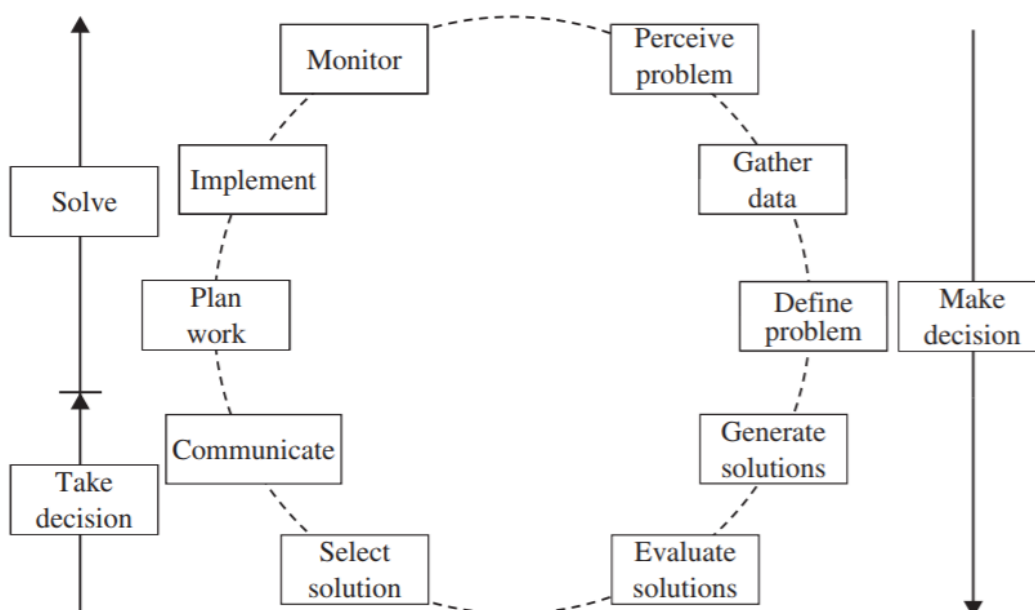 Monitor
Perceive
problem
Implement
Gather
data
Solve
Plan
work
Define
problem
Make
decision
Communicate
Generate
solutions
Take
decision
Select
solution
Evaluate
solutions